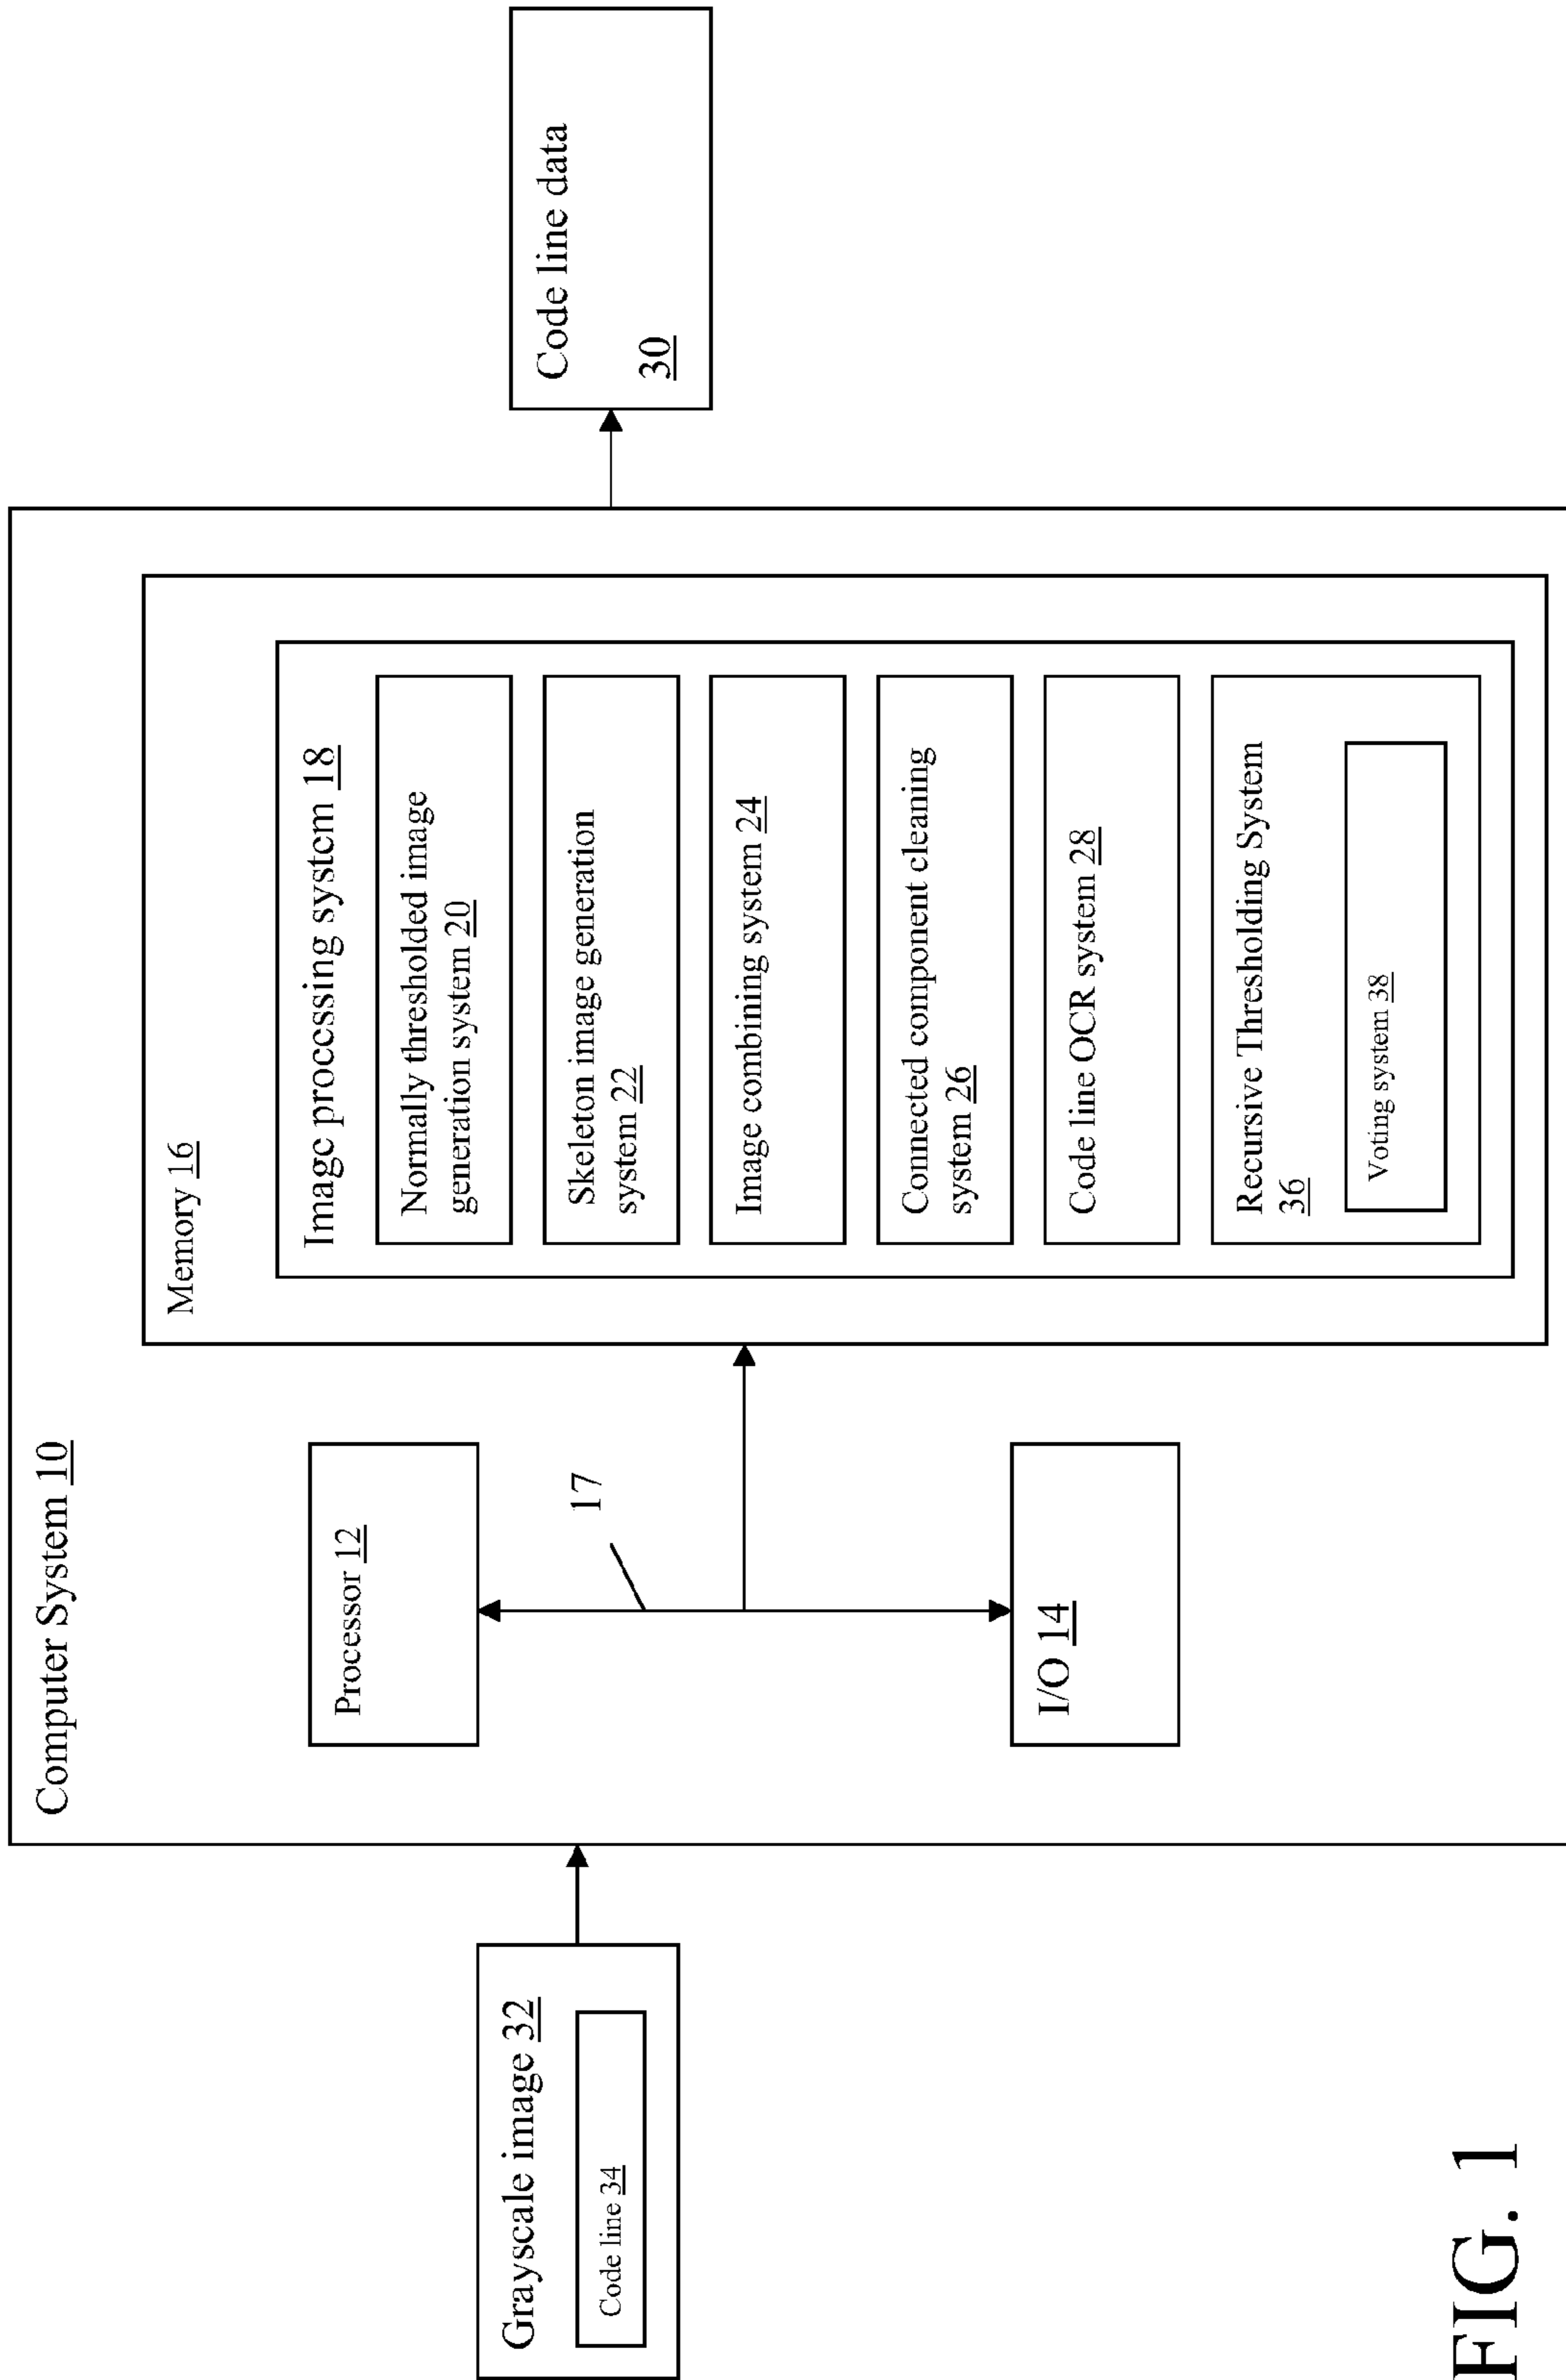 Computer System 10
Processor 12
17
I/O 14
Memory 16
Image processing system 18
Normally thresholded image
generation system 20
Skeleton image generation
system 22
Image combining system 24
Connected component cleaning
system 26
Code line OCR system 28
Recursive Thresholding System
36
Voting system 38
Grayscale image 32
Code line 34
Code line data
30
FIG. 1